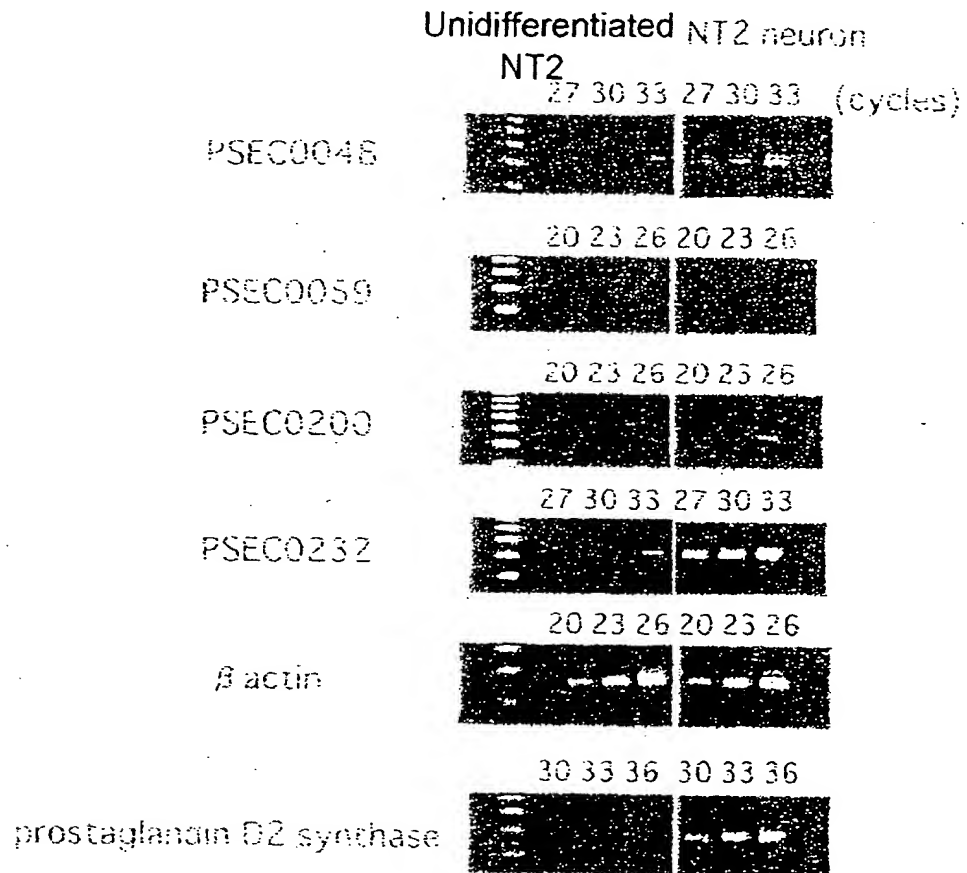 Unidifferentiated NT2 neuron
NT2
27 30 33 27 30 33 (cycles)
PSEC0048
20 23 26 20 23 26
PSEC0059
20 23 26 20 23 26
PSEC0200
27 30 33 27 30 33
PSEC0232
20 23 26 20 23 26
β actin
30 33 36 30 33 36
prostaglandin D2 synthase